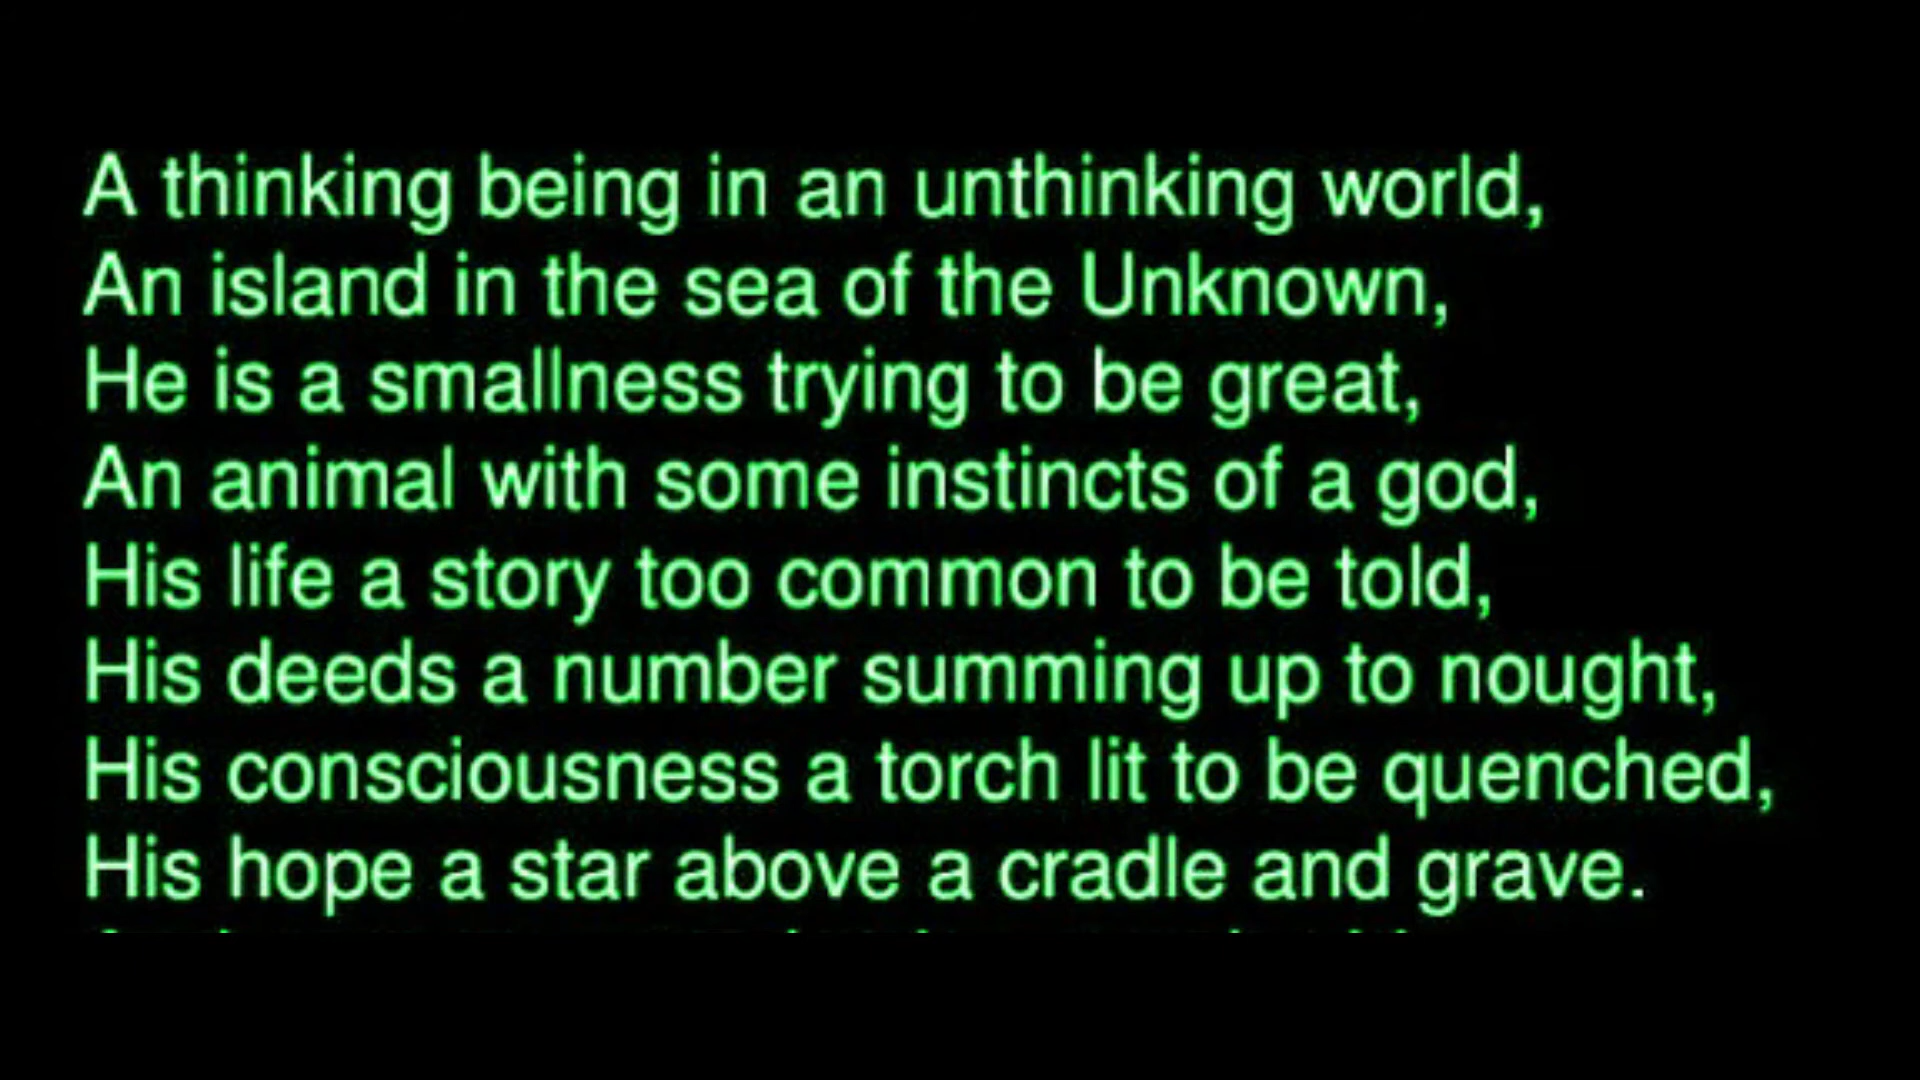 A thinking being in an unthinking world,
An island in the sea of the Unknown,
He is a smallness trying to be great,
An animal with some instincts of a god,
His life a story too common to be told,
His deeds a number summing up to nought,
His consciousness a torch lit to be quenched,
His hope a star above a cradle and grave.